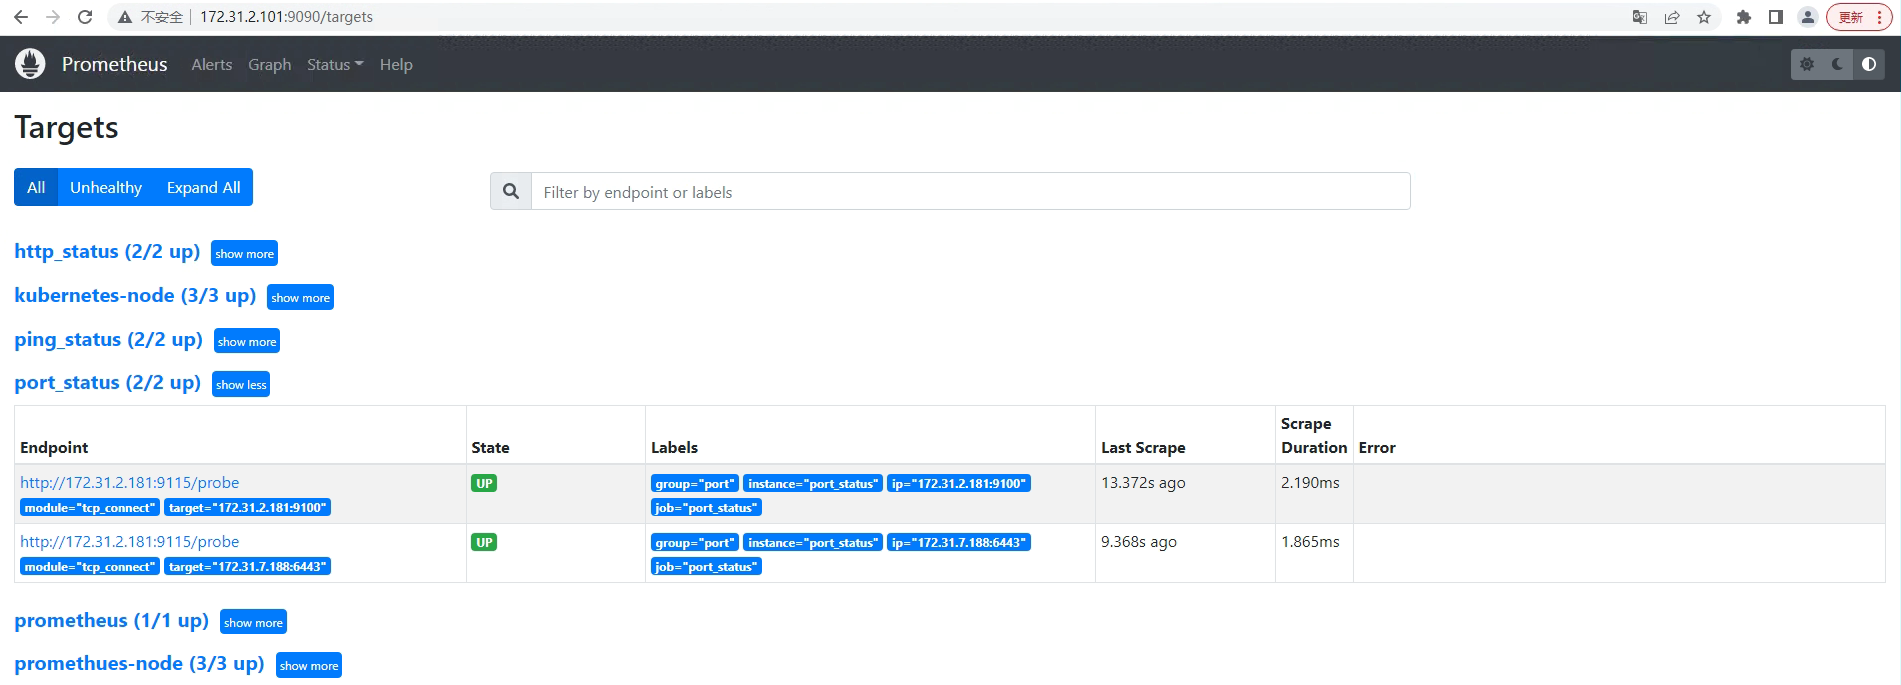 不安全 172.31.2.101:9090/targets 更新
Prometheus Alerts Graph Status Help
Targets
All Unhealthy Expand All Filter by endpoint or labels
http_status (2/2 up) show more
kubernetes-node (3/3 up) show more
ping_status (2/2 up) show more
port_status (2/2 up) show less
Endpoint State Labels Last Scrape Scrape Duration Error
http://172.31.2.181:9115/probe UP group="port" instance="port_status" ip="172.31.2.181:9100" 13.372s ago 2.190ms
module="tcp_connect" target="172.31.2.181:9100" job="port_status"
http://172.31.2.181:9115/probe UP group="port" instance="port_status" ip="172.31.7.188:6443" 9.368s ago 1.865ms
module="tcp_connect" target="172.31.7.188:6443" job="port_status"
prometheus (1/1 up) show more
promethues-node (3/3 up) show more